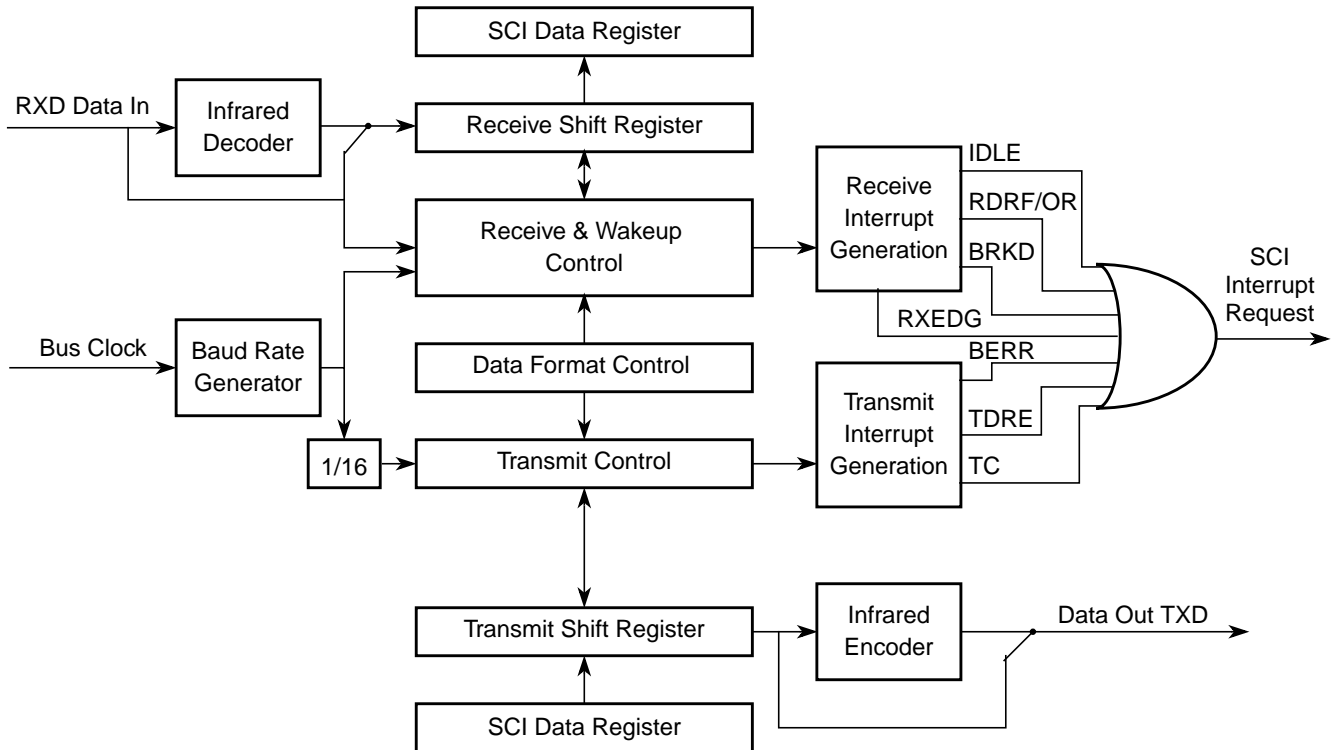 SCI Data Register
RXD Data In
Infrared
Decoder
Receive Shift Register
Receive & Wakeup
Control
Receive
Interrupt
Generation
IDLE
RDRF/OR
BRKD
RXEDG
SCI
Interrupt
Request
Bus Clock
Baud Rate
Generator
Data Format Control
1/16
Transmit Control
Transmit
Interrupt
Generation
BERR
TDRE
TC
Transmit Shift Register
Infrared
Encoder
Data Out TXD
SCI Data Register